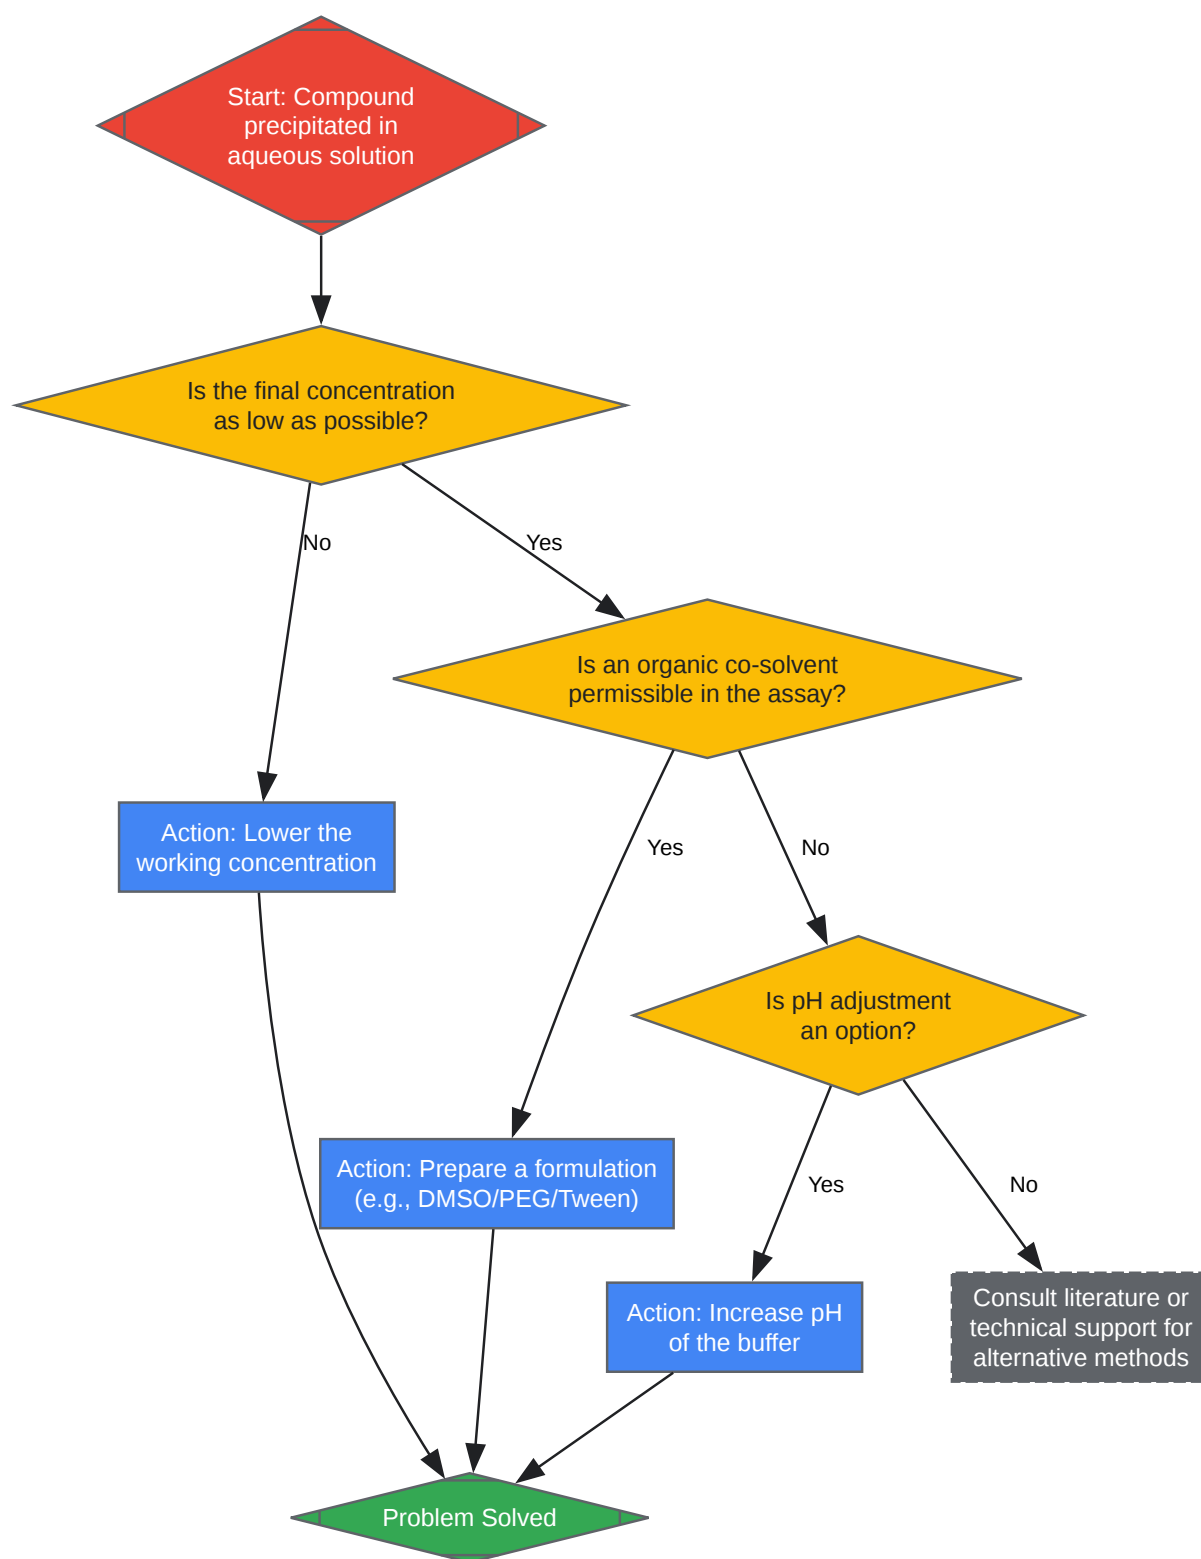 Start: Compound
precipitated in
aqueous solution
Is the final concentration
as low as possible?
No
Yes
Is an organic co-solvent
permissible in the assay?
Action: Lower the
working concentration
Yes
No
Is pH adjustment
an option?
Action: Prepare a formulation
(e.g., DMSO/PEG/Tween)
Yes
No
Action: Increase pH
of the buffer
Consult literature or
technical support for
alternative methods
Problem Solved